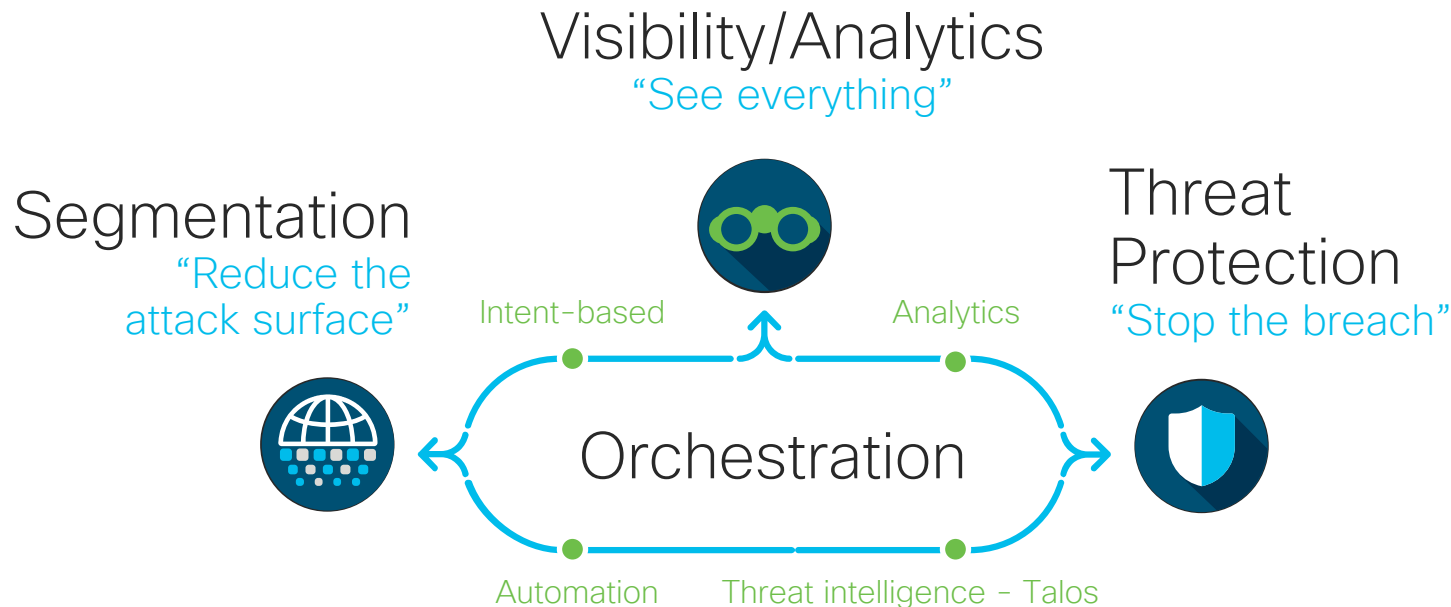 Visibility/Analytics
“See everything”
Segmentation
“Reduce the
attack surface”
Threat
Protection
“Stop the breach”
Intent-based
Analytics
Orchestration
Automation
Threat intelligence - Talos